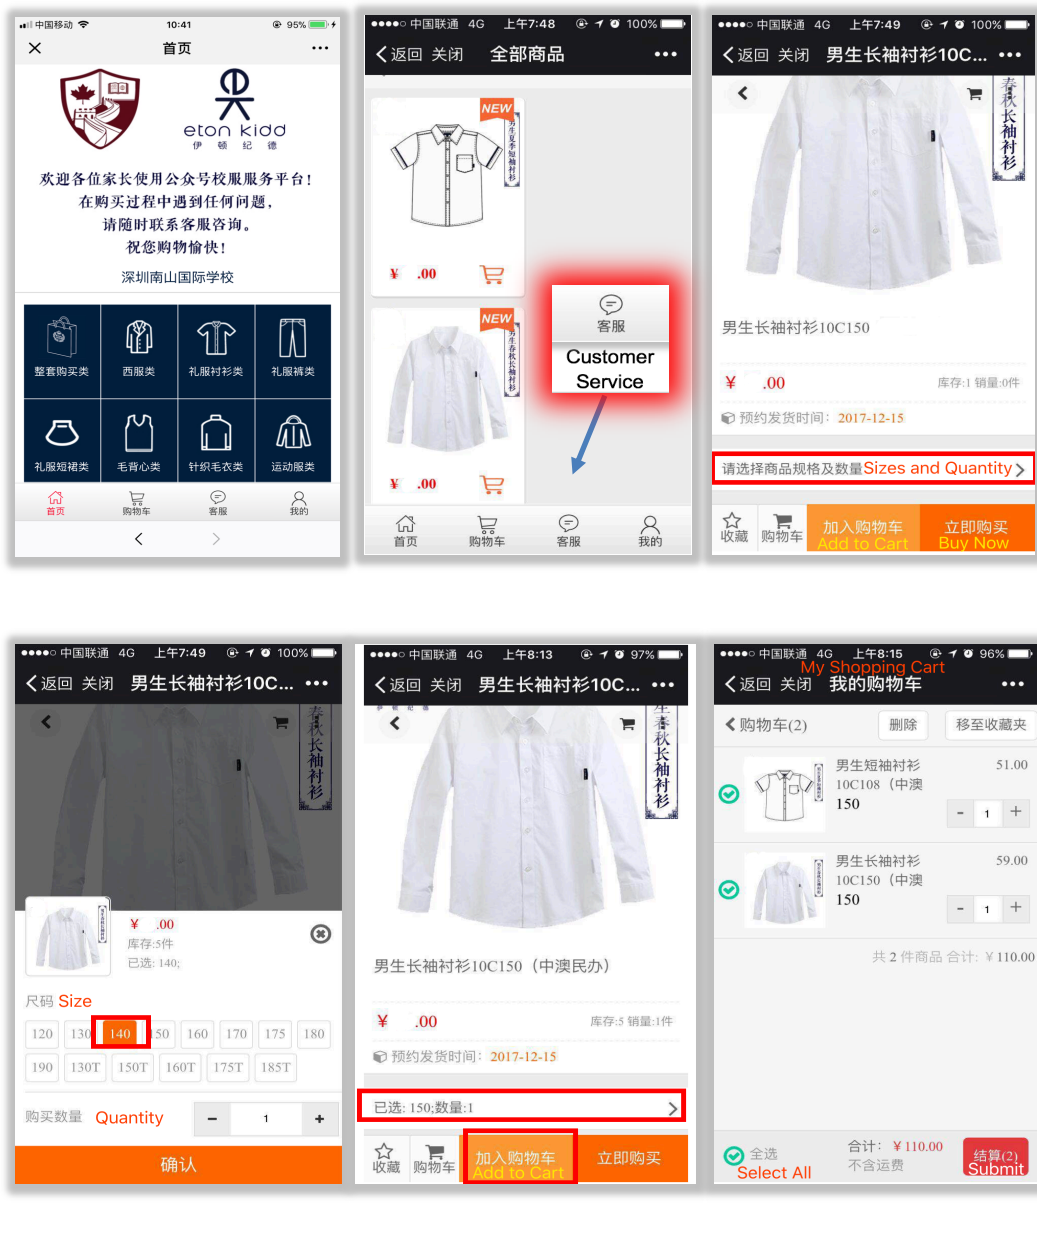 中国移动
10:41
95%
首页
eton kidd
伊 顿 纪 德
欢迎各位家长使用公众号校服服务平台!
在购买过程中遇到任何问题,
请随时联系客服咨询。
祝您购物愉快!
深圳南山国际学校
整套购买类
西服类
礼服衬衫类
礼服裤类
礼服短裙类
毛背心类
针织毛衣类
运动服类
首页
购物车
客服
我的
中国联通 4G 上午7:48 100%
返回 关闭 全部商品
NEW
男生夏季短袖衬衫
¥ .00
NEW
男生春秋长袖衬衫
¥ .00
客服
Customer
Service
首页
购物车
客服
我的
中国联通 4G 上午7:49 100%
返回 关闭 男生长袖衬衫10C...
春秋长袖衬衫
男生长袖衬衫10C150
¥ .00
库存:1 销量:0件
预约发货时间: 2017-12-15
请选择商品规格及数量Sizes and Quantity
收藏
购物车
加入购物车
Add to Cart
立即购买
Buy Now
中国联通 4G 上午7:49 100%
返回 关闭 男生长袖衬衫10C...
春秋长袖衬衫
¥ .00
库存:5件
已选: 140;
尺码 Size
120 130 140 150 160 170 175 180
190 130T 150T 160T 175T 185T
购买数量 Quantity - 1 +
确认
中国联通 4G 上午8:13 97%
返回 关闭 男生长袖衬衫10C...
伊 顿 纪 德
生春秋长袖衬衫
男生长袖衬衫10C150（中澳民办）
¥ .00
库存:5 销量:1件
预约发货时间: 2017-12-15
已选: 150;数量:1
收藏
购物车
加入购物车
Add to Cart
立即购买
中国联通 4G 上午8:15 96%
My Shopping Cart
返回 关闭 我的购物车
购物车(2)
删除
移至收藏夹
男生短袖衬衫
10C108（中澳
150
51.00
- 1 +
男生长袖衬衫
10C150（中澳
150
59.00
- 1 +
共 2 件商品 合计: ¥110.00
全选
Select All
合计: ¥110.00
不含运费
结算(2)
Submit